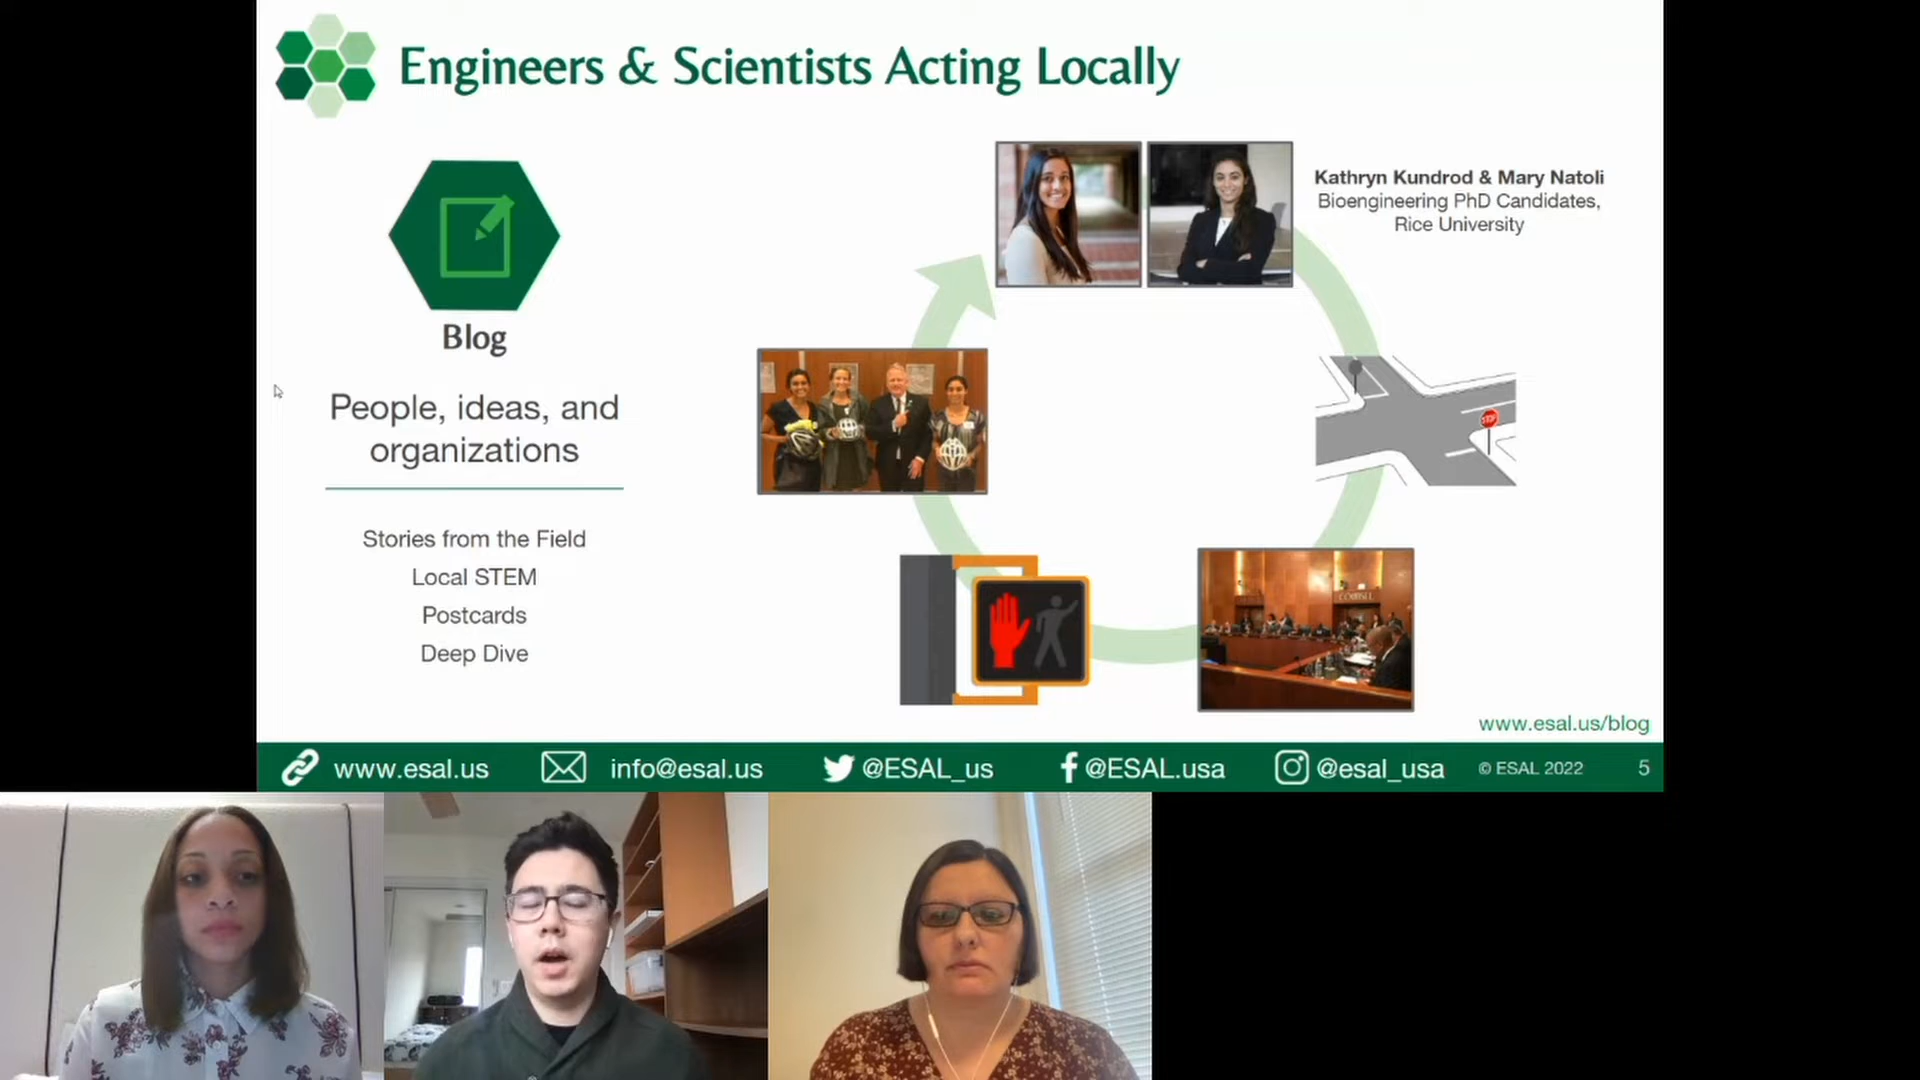 Engineers & Scientists Acting Locally
Blog
People, ideas, and
organizations
Stories from the Field
Local STEM
Postcards
Deep Dive
Kathryn Kundrod & Mary Natoli
Bioengineering PhD Candidates,
Rice University
STOP
COUNSEL
www.esal.us/blog
www.esal.us
info@esal.us
@ESAL_us
@ESAL.usa
@esal_usa
© ESAL 2022
5